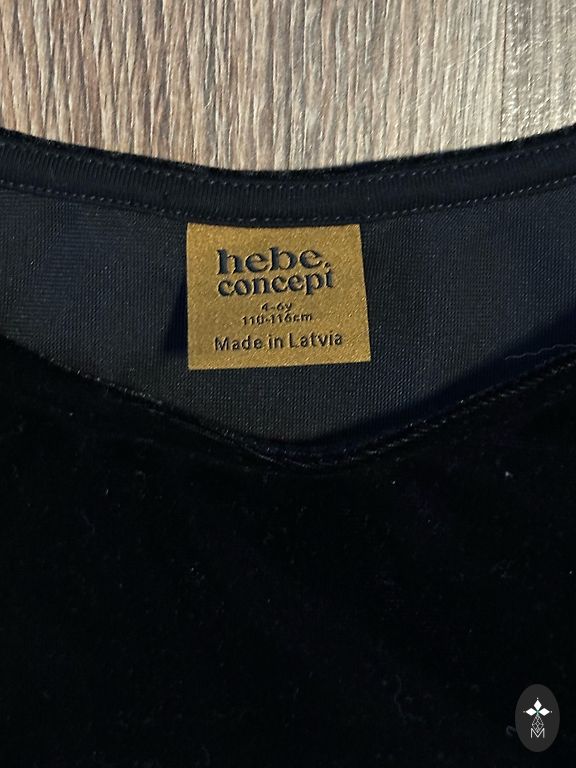 hebe.
concept
4-6y
110-116cm
Made in Latvia
M